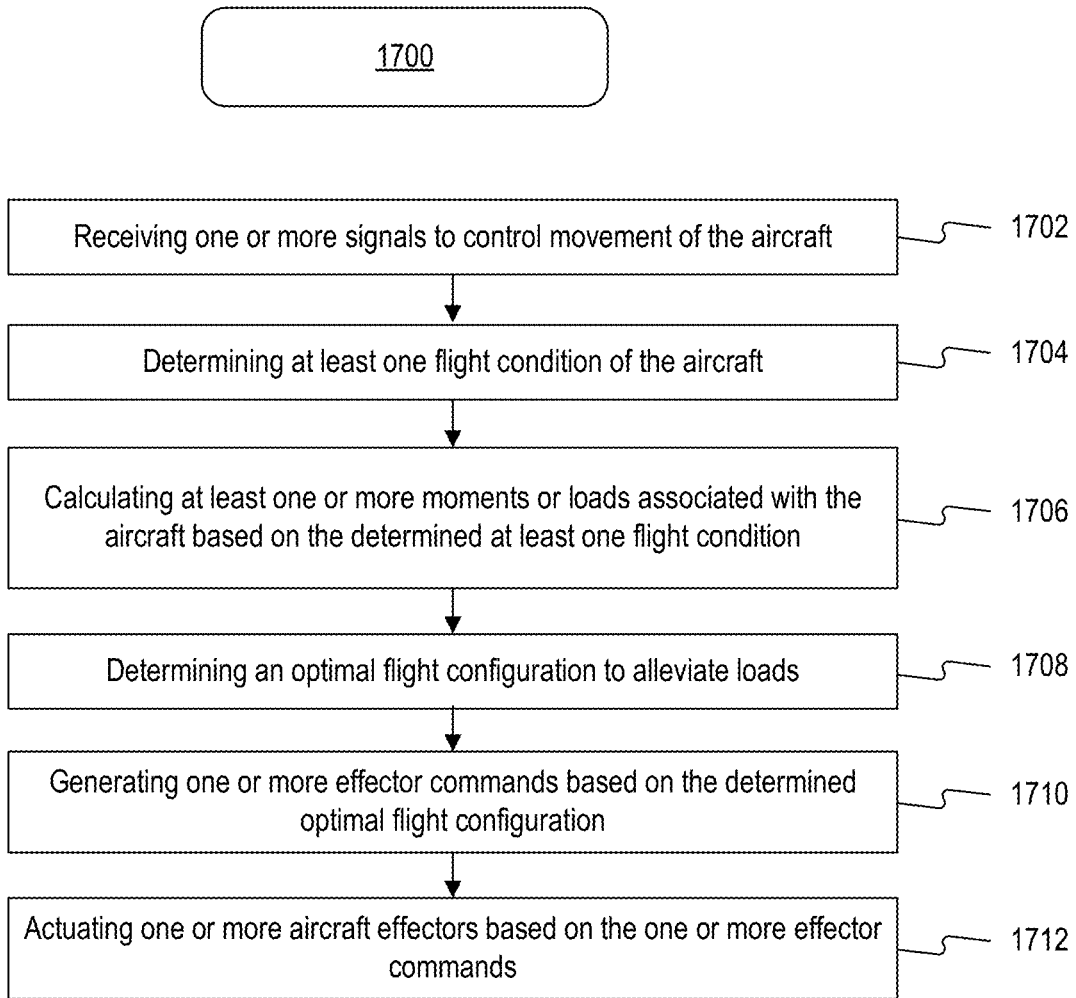 1700
Receiving one or more signals to control movement of the aircraft
1702
Determining at least one flight condition of the aircraft
1704
Calculating at least one or more moments or loads associated with the
aircraft based on the determined at least one flight condition
1706
Determining an optimal flight configuration to alleviate loads
1708
Generating one or more effector commands based on the determined
optimal flight configuration
1710
Actuating one or more aircraft effectors based on the one or more effector
commands
1712